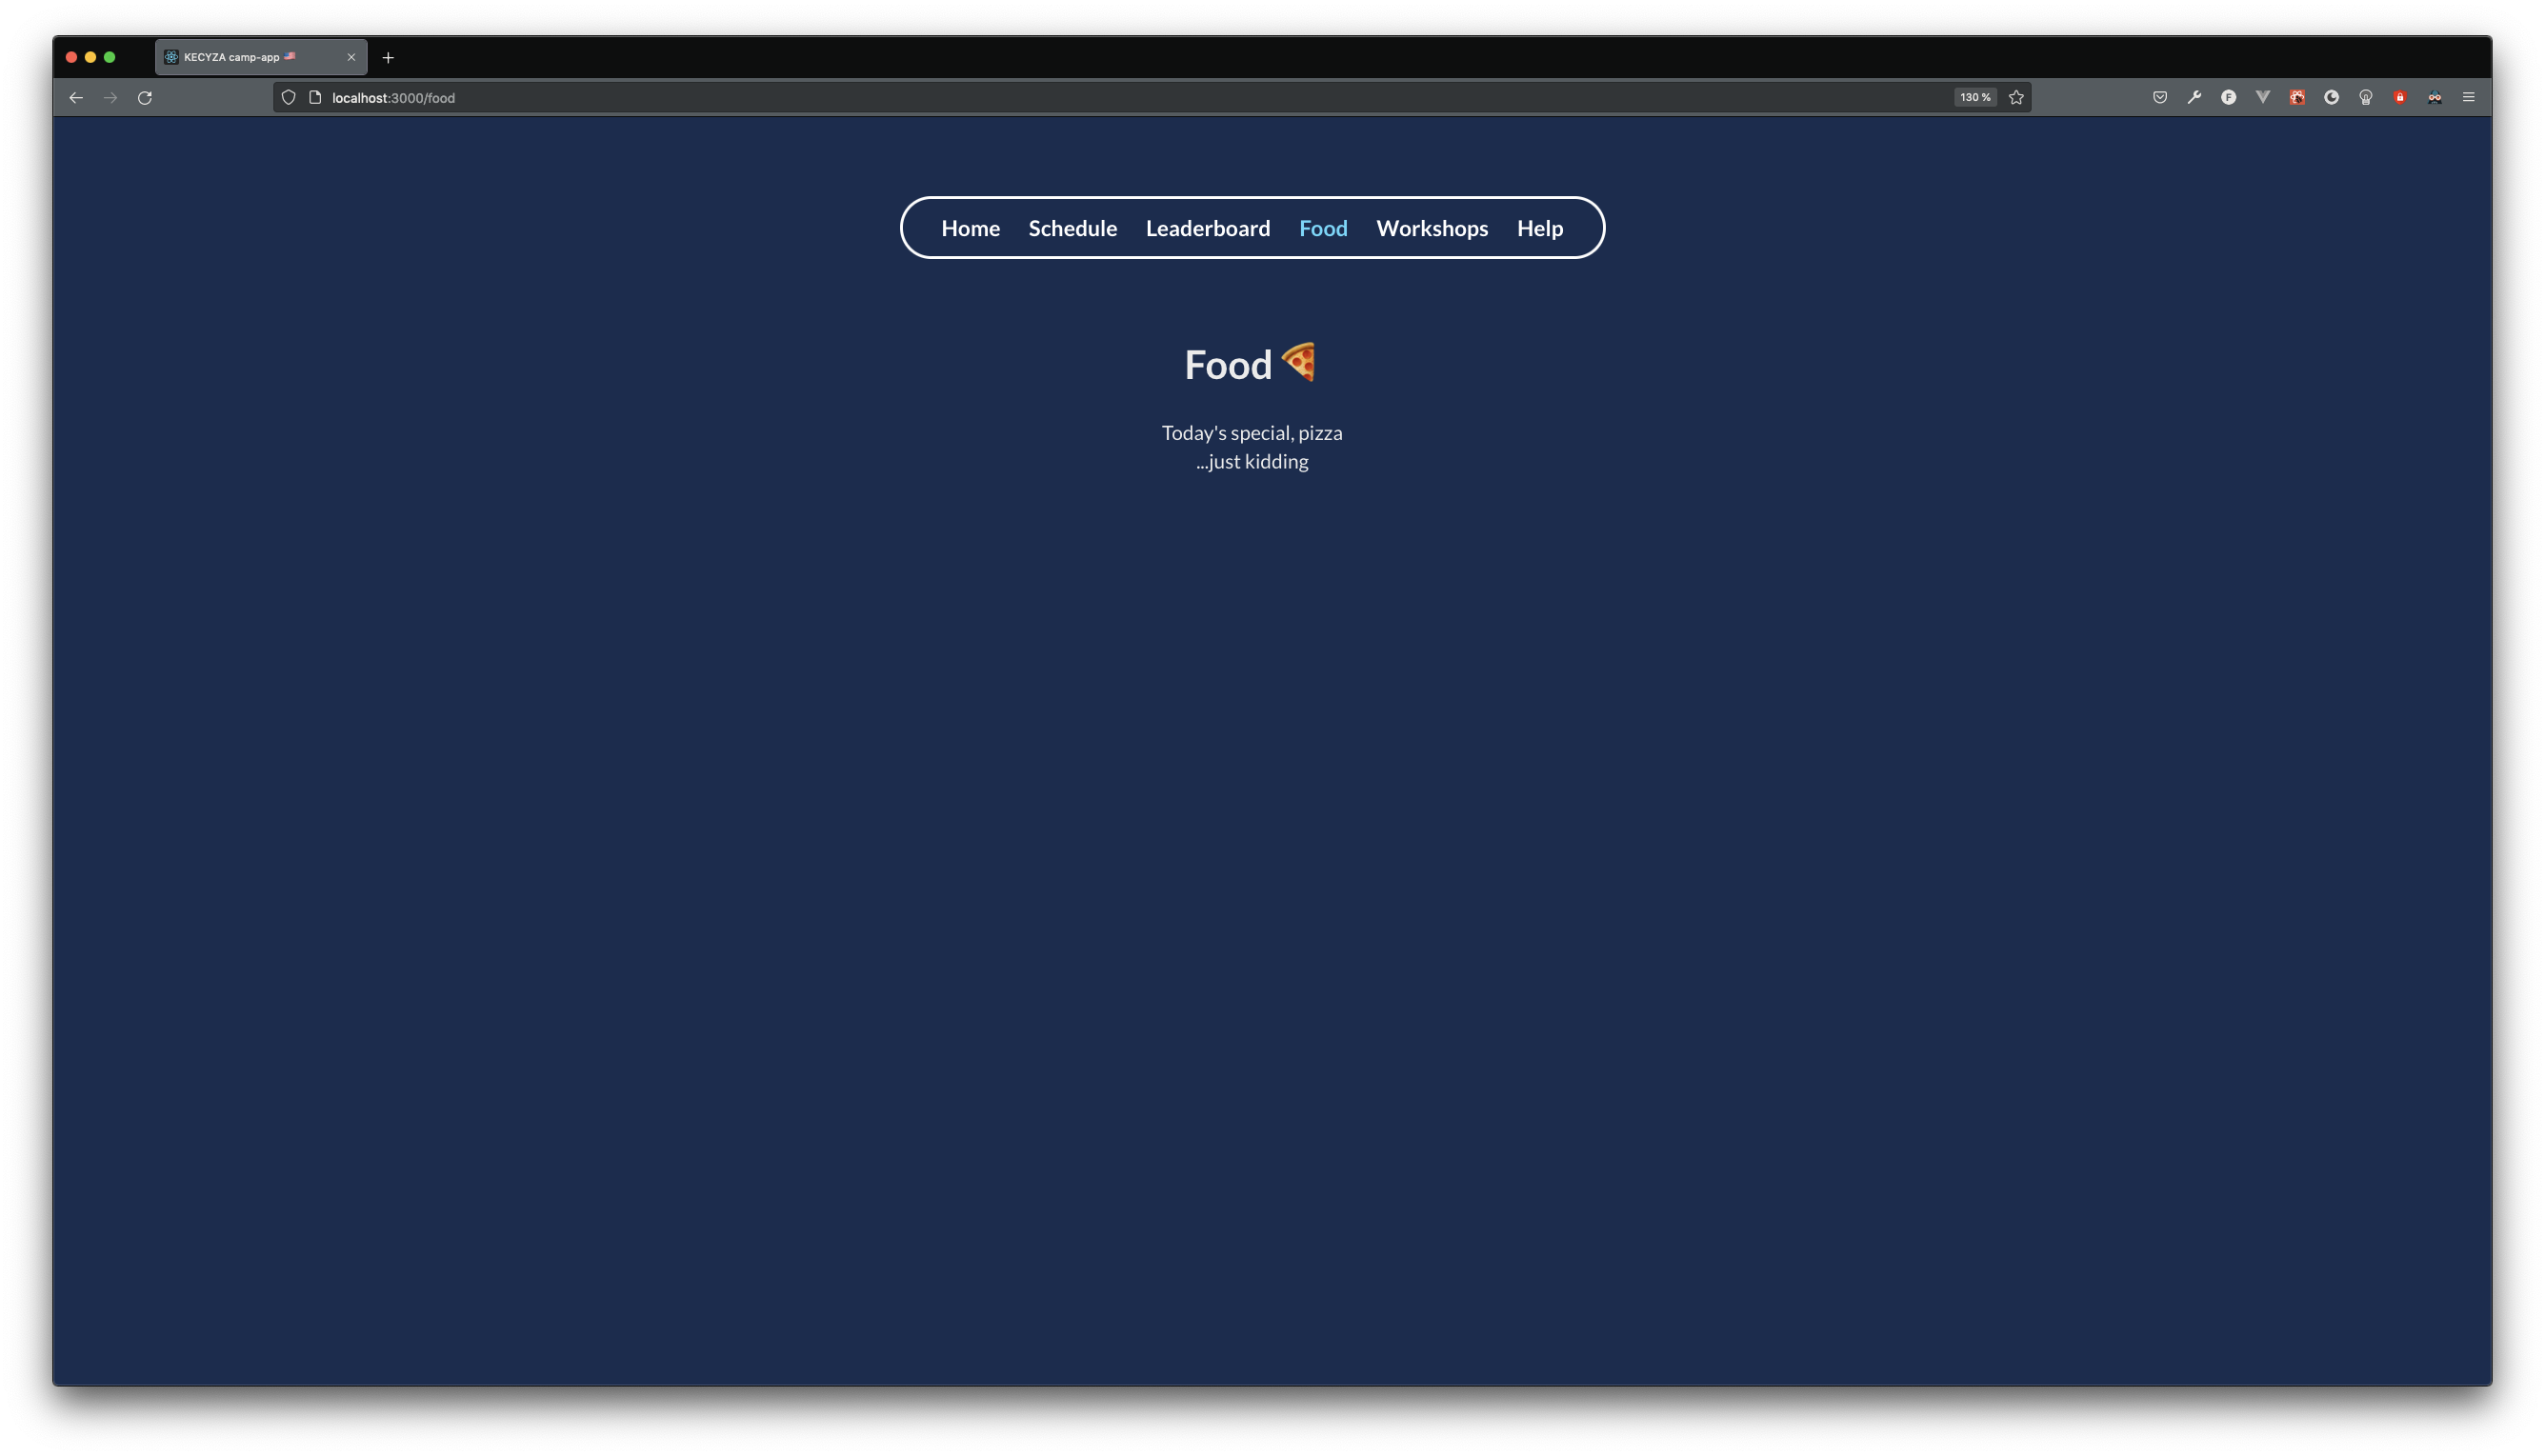 KECYZA camp-app 🇺🇸
localhost:3000/food
130 %
Home Schedule Leaderboard Food Workshops Help
Food 🍕
Today's special, pizza
...just kidding